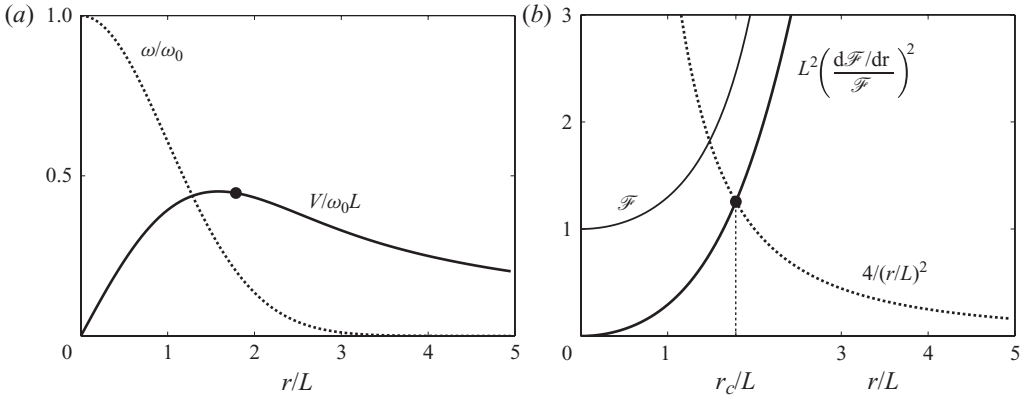 (a)
1.0
0.5
0
1
2
3
4
5
r/L
ω/ω₀
V/ω₀L
(b)
3
2
1
0
1
r_c/L
3
4
5
r/L
ℱ
L²(dℱ/dr / ℱ)²
4/(r/L)²